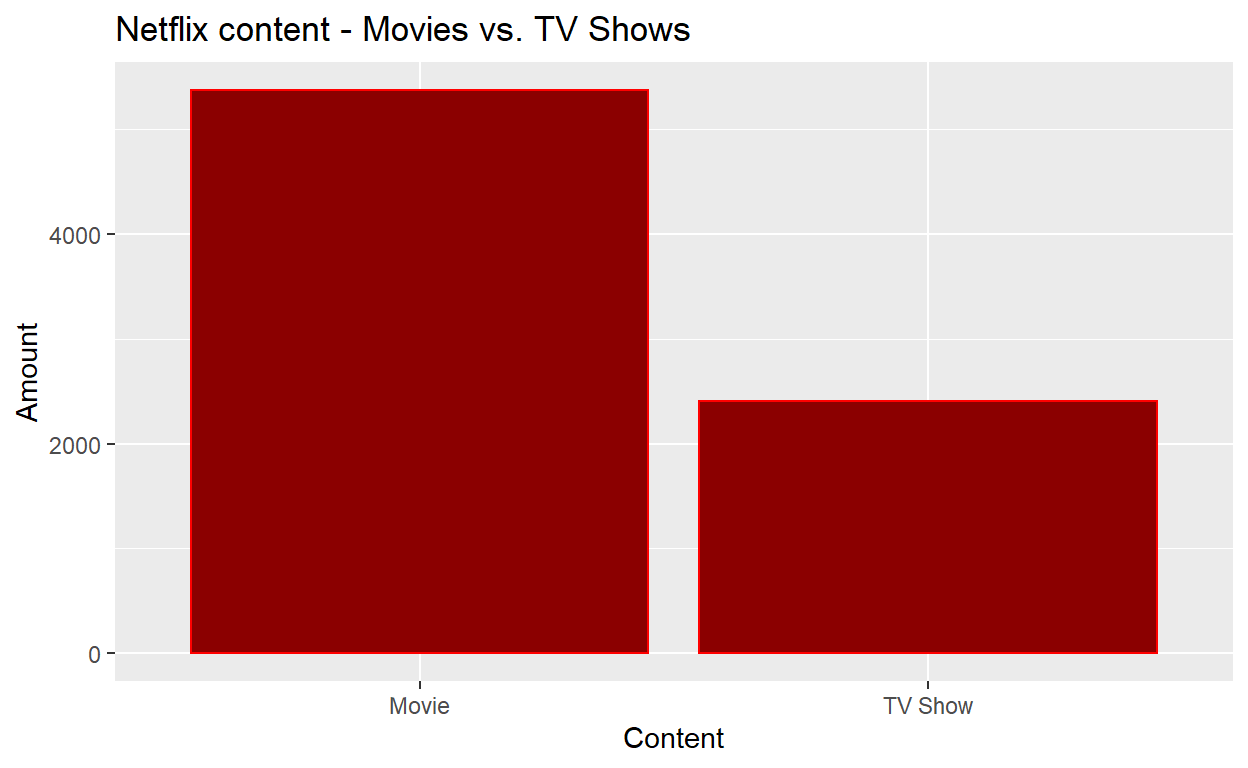 Netflix content - Movies vs. TV Shows
Amount
4000
2000
0
Movie
TV Show
Content